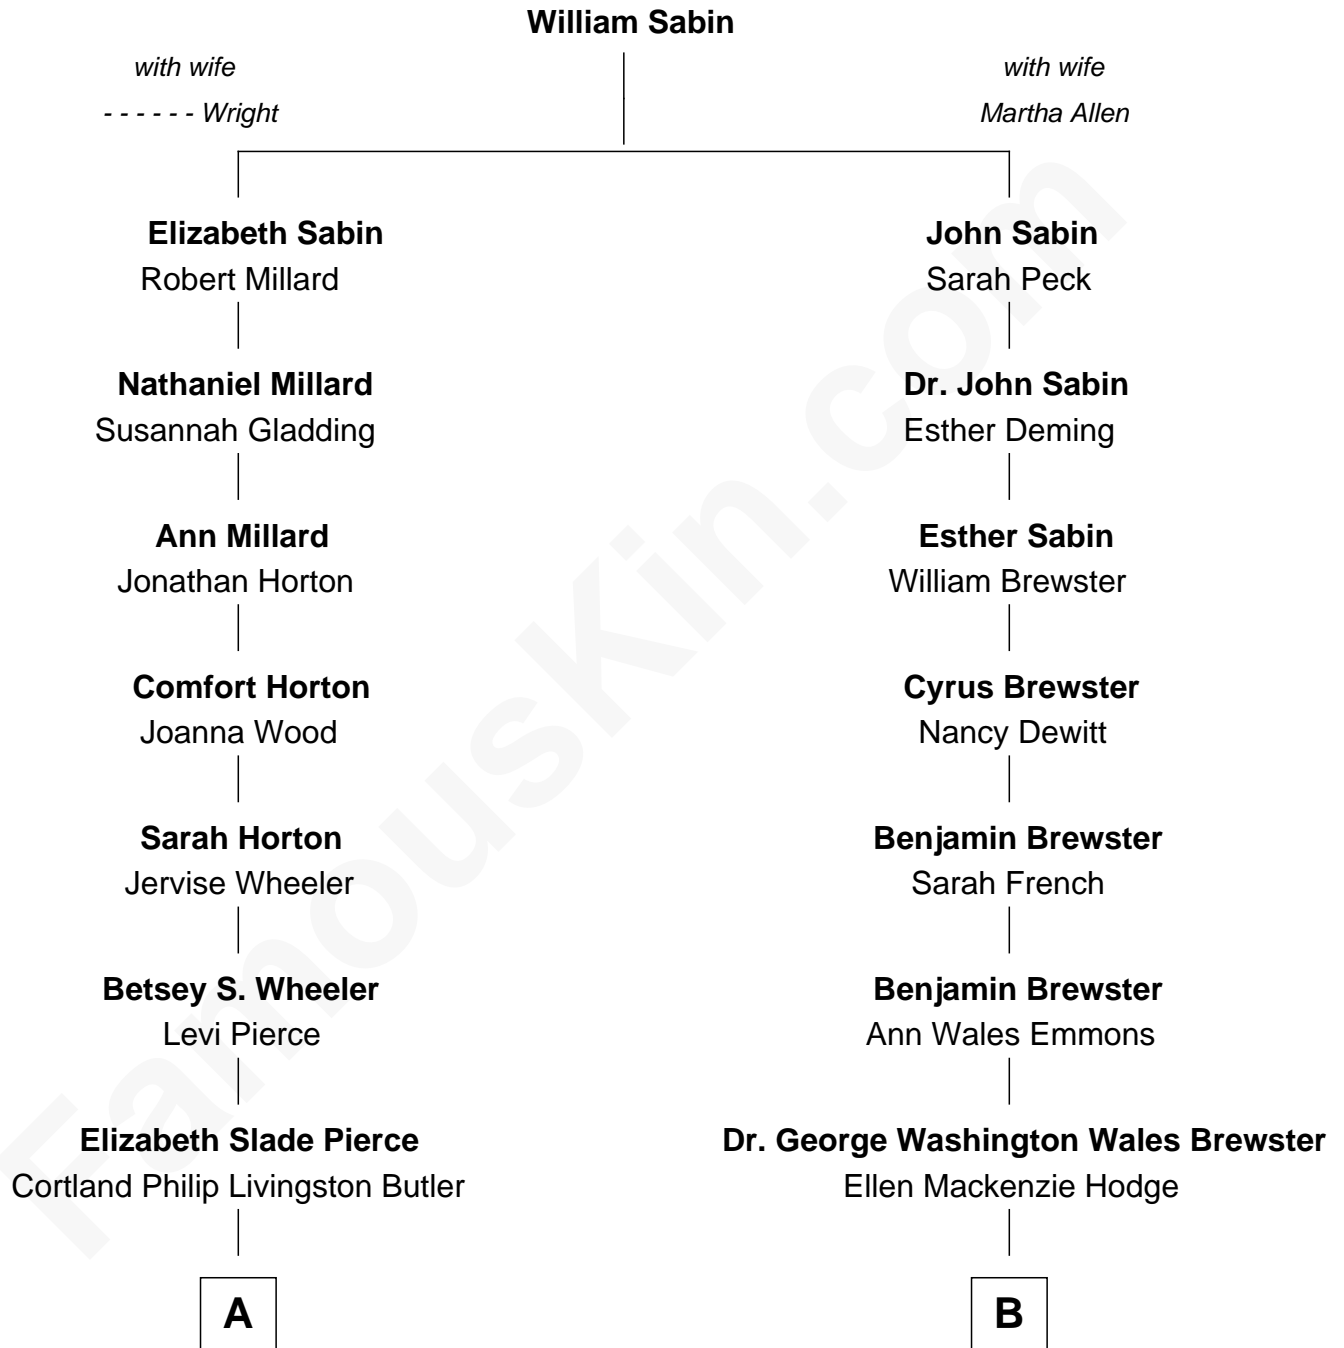 William Sabin
with wife
- - - - - - Wright
with wife
Martha Allen
Elizabeth Sabin
Robert Millard
John Sabin
Sarah Peck
Nathaniel Millard
Susannah Gladding
Dr. John Sabin
Esther Deming
Ann Millard
Jonathan Horton
Esther Sabin
William Brewster
Comfort Horton
Joanna Wood
Cyrus Brewster
Nancy Dewitt
Sarah Horton
Jervise Wheeler
Benjamin Brewster
Sarah French
Betsey S. Wheeler
Levi Pierce
Benjamin Brewster
Ann Wales Emmons
Elizabeth Slade Pierce
Cortland Philip Livingston Butler
Dr. George Washington Wales Brewster
Ellen Mackenzie Hodge
A
B
FamousKin.com